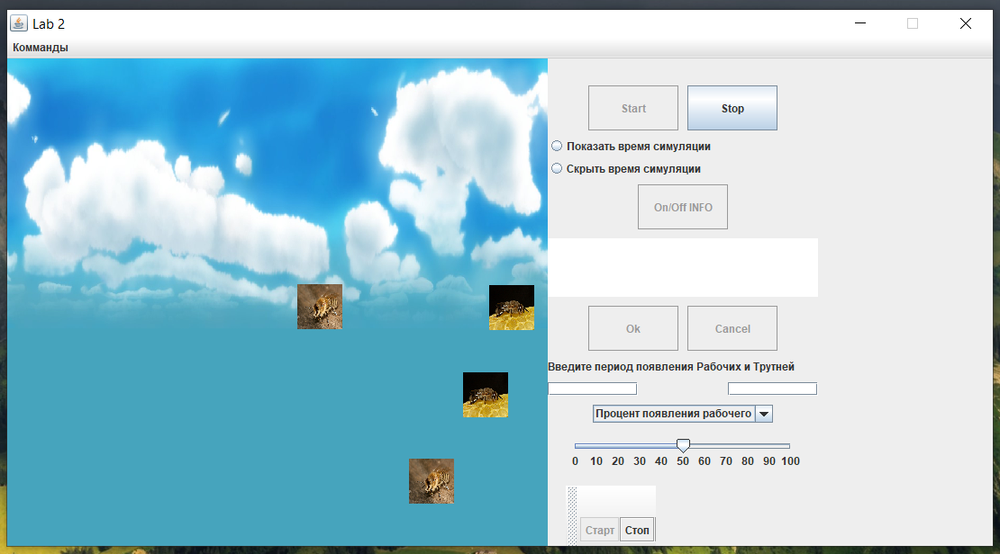 Lab 2
Комманды
Start Stop
Показать время симуляции
Скрыть время симуляции
On/Off INFO
Ok Cancel
Введите период появления Рабочих и Трутней
Процент появления рабочего
0 10 20 30 40 50 60 70 80 90 100
Старт Стоп